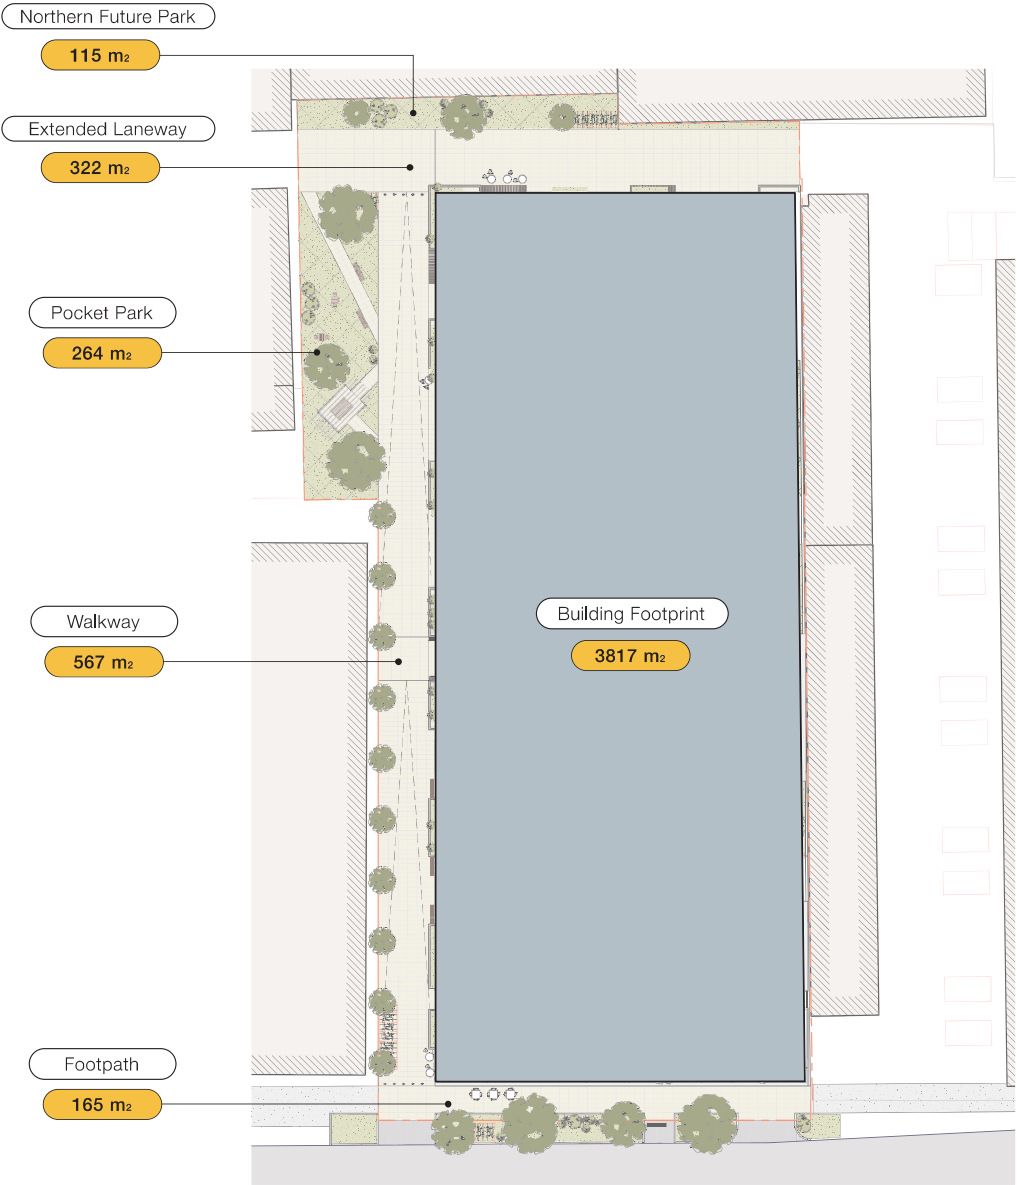 Northern Future Park
115 m²
Extended Laneway
322 m²
Pocket Park
264 m²
Walkway
567 m²
Building Footprint
3817 m²
Footpath
165 m²